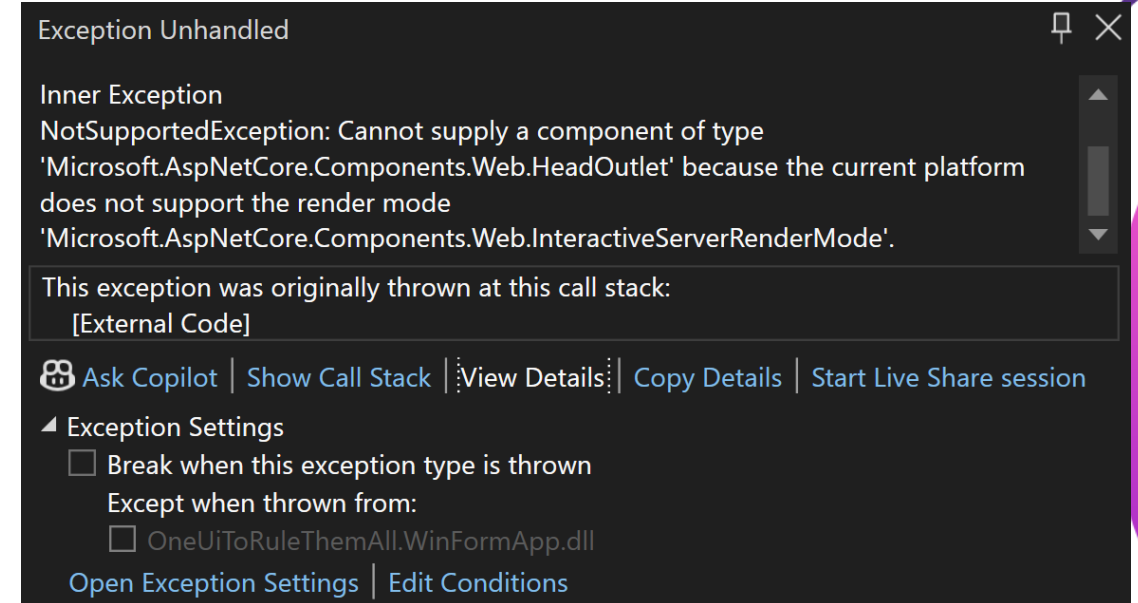 Exception Unhandled
Inner Exception
NotSupportedException: Cannot supply a component of type
'Microsoft.AspNetCore.Components.Web.HeadOutlet' because the current platform
does not support the render mode
'Microsoft.AspNetCore.Components.Web.InteractiveServerRenderMode'.
This exception was originally thrown at this call stack:
[External Code]
Ask Copilot | Show Call Stack | View Details | Copy Details | Start Live Share session
Exception Settings
Break when this exception type is thrown
Except when thrown from:
OneUiToRuleThemAll.WinFormApp.dll
Open Exception Settings | Edit Conditions